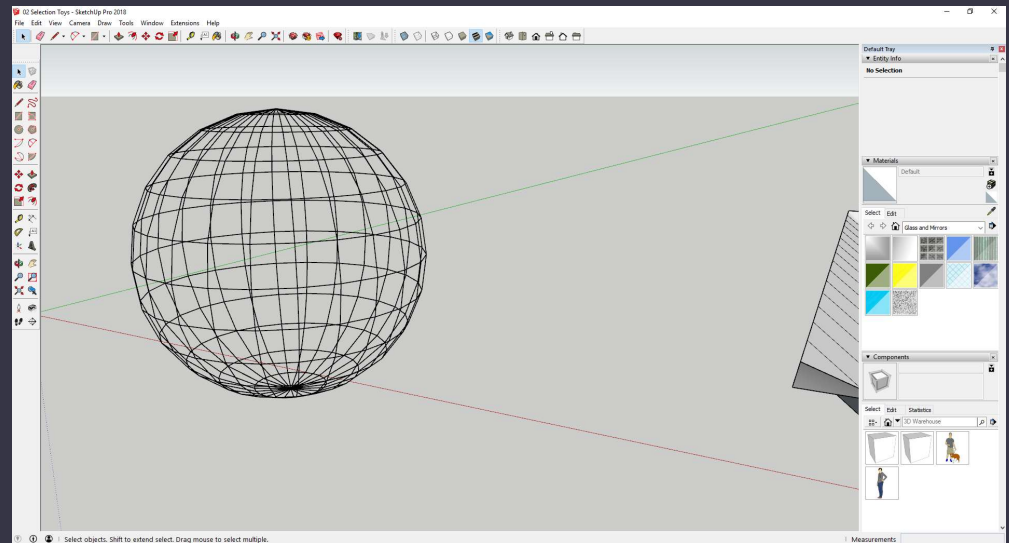 02 Selection Toys - SketchUp Pro 2018
File Edit View Camera Draw Tools Window Extensions Help
Default Tray
Entity Info
No Selection
Materials
Default
Select Edit
Glass and Mirrors
Components
Select Edit Statistics
3D Warehouse
Select objects. Shift to extend select. Drag mouse to select multiple.
Measurements